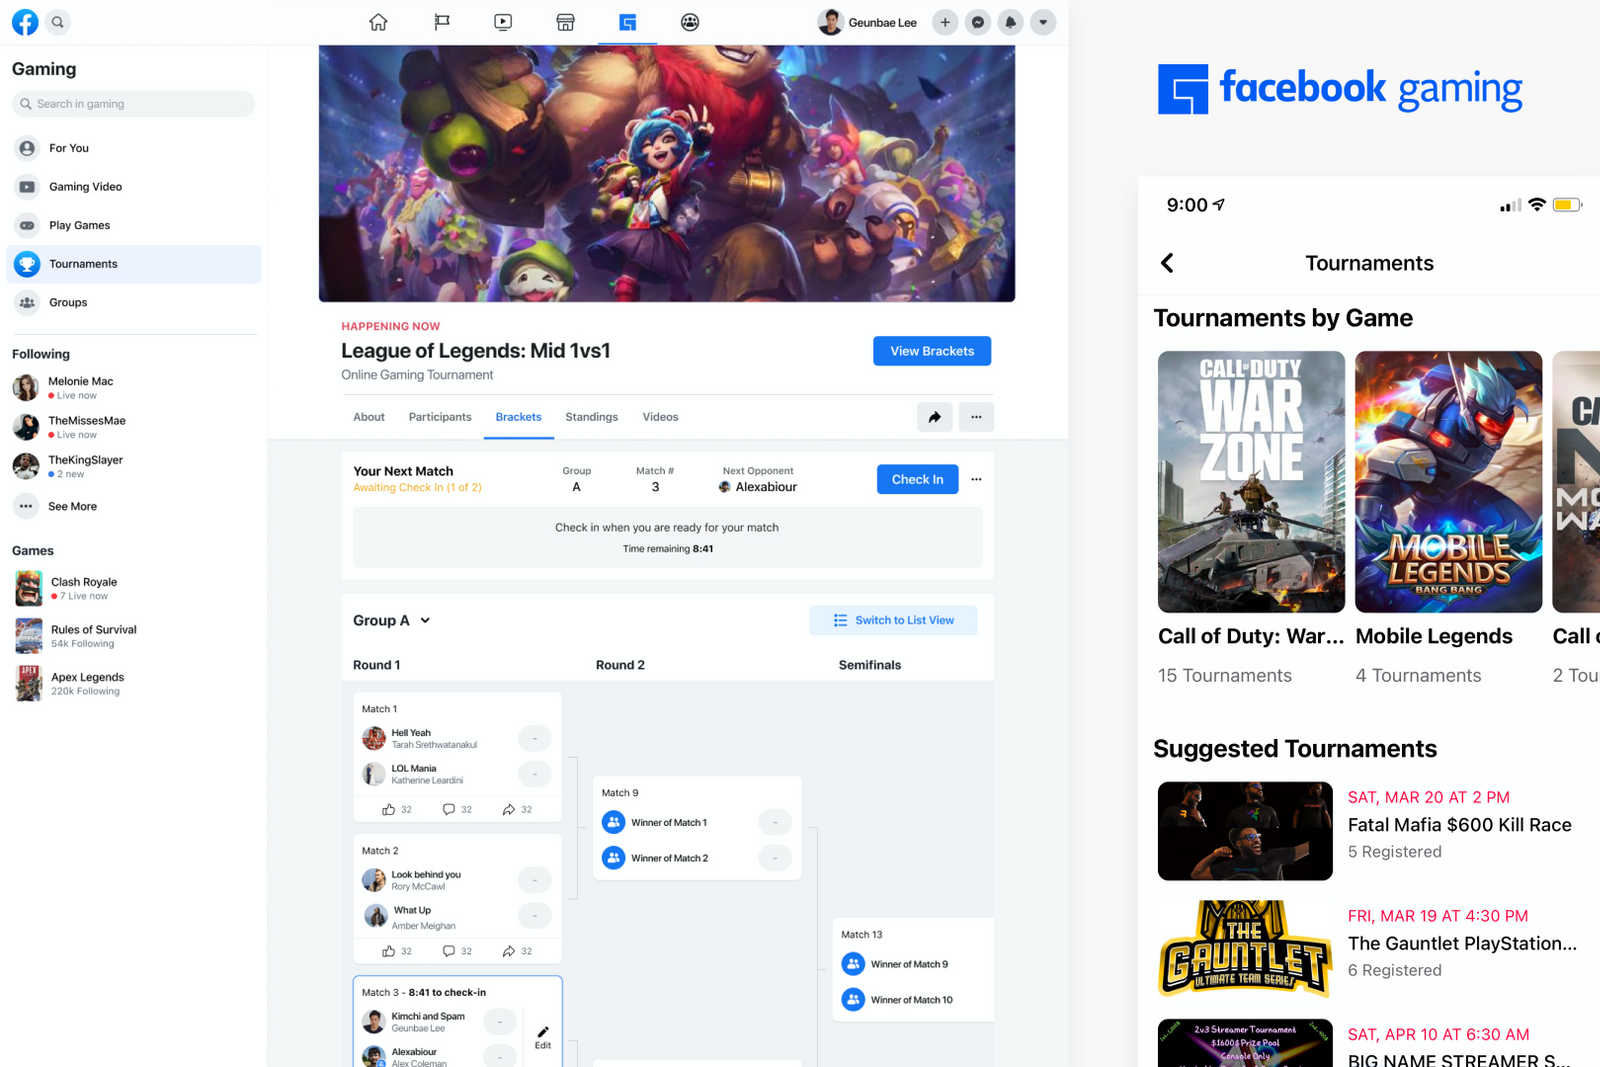 Geunbae Lee
Gaming
Search in gaming
For You
Gaming Video
Play Games
Tournaments
Groups
Following
Melonie Mac
Live now
TheMissesMae
Live now
TheKingSlayer
2 new
See More
Games
Clash Royale
7 Live now
Rules of Survival
54k Following
APEX
Apex Legends
220k Following
HAPPENING NOW
League of Legends: Mid 1vs1
Online Gaming Tournament
View Brackets
About Participants Brackets Standings Videos
Your Next Match
Awaiting Check In (1 of 2)
Group
A
Match #
3
Next Opponent
Alexabiour
Check In
Check in when you are ready for your match
Time remaining 8:41
Group A
Switch to List View
Round 1 Round 2 Semifinals
Match 1
Hell Yeah
Tarah Srethwatanakul
-
LOL Mania
Katherine Leardini
-
32 32 32
Match 2
Look behind you
Rory McCawl
-
What Up
Amber Meighan
-
32 32 32
Match 3 - 8:41 to check-in
Kimchi and Spam
Geunbae Lee
-
Alexabiour
Alex Coleman
-
Edit
Match 9
Winner of Match 1
-
Winner of Match 2
-
Match 13
Winner of Match 9
Winner of Match 10
facebook gaming
9:00
Tournaments
Tournaments by Game
CALL OF DUTY
WAR
ZONE
Call of Duty: War...
15 Tournaments
MOBILE
LEGENDS
BANG BANG
Mobile Legends
4 Tournaments
Call
2 Tou
Suggested Tournaments
SAT, MAR 20 AT 2 PM
Fatal Mafia $600 Kill Race
5 Registered
THE
GAUNTLET
ULTIMATE TEAM SERIES
FRI, MAR 19 AT 4:30 PM
The Gauntlet PlayStation...
6 Registered
2v3 Streamer Tournament
$1600$ Prize Pool
Console Only
SAT, APR 10 AT 6:30 AM
BIG NAME STREAMER S...